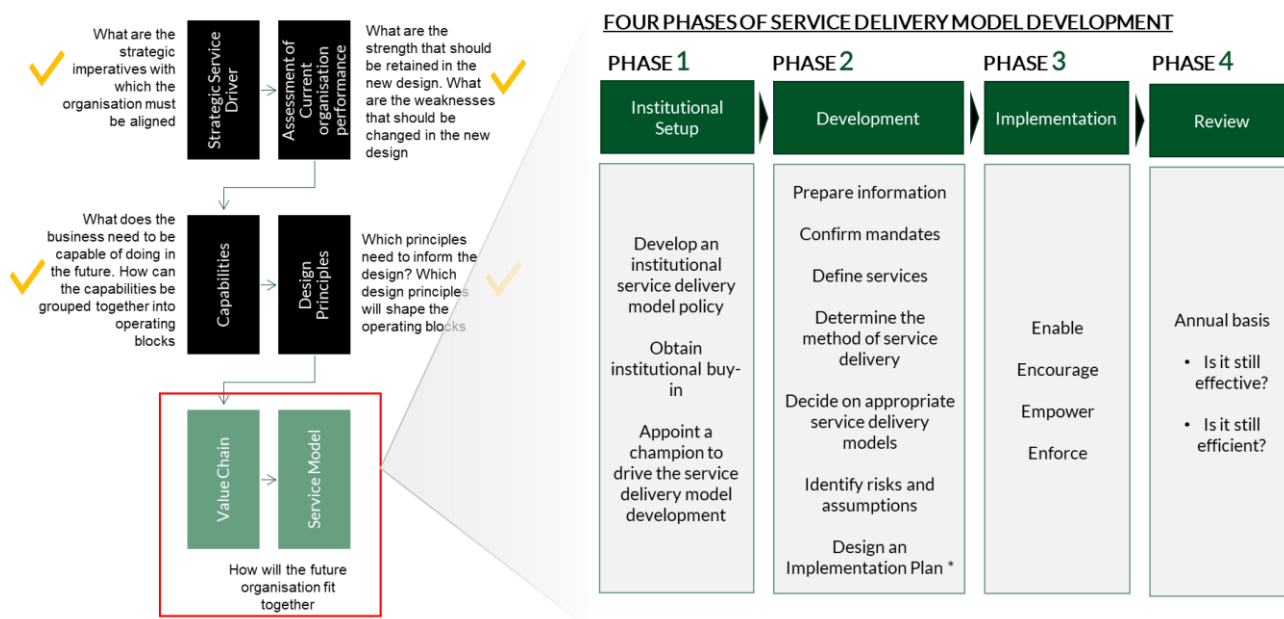 What are the
strategic
imperatives with
which the
organisation must
be aligned
Strategic Service
Driver
Assessment of
Current
organisation
performance
What are the
strength that should
be retained in the
new design. What
are the weaknesses
that should be
changed in the new
design
What does the
business need to be
capable of doing in
the future. How can
the capabilities be
grouped together into
operating
blocks
Capabilities
Design
Principles
Which principles
need to inform the
design? Which
design principles
will shape the
operating blocks
Value Chain
Service Model
How will the future
organisation fit
together
FOUR PHASES OF SERVICE DELIVERY MODEL DEVELOPMENT
PHASE 1
Institutional
Setup
Develop an
institutional
service delivery
model policy
Obtain
institutional buy-
in
Appoint a
champion to
drive the service
delivery model
development
PHASE 2
Development
Prepare information
Confirm mandates
Define services
Determine the
method of service
delivery
Decide on appropriate
service delivery
models
Identify risks and
assumptions
Design an
Implementation Plan *
PHASE 3
Implementation
Enable
Encourage
Empower
Enforce
PHASE 4
Review
Annual basis
• Is it still
effective?
• Is it still
efficient?